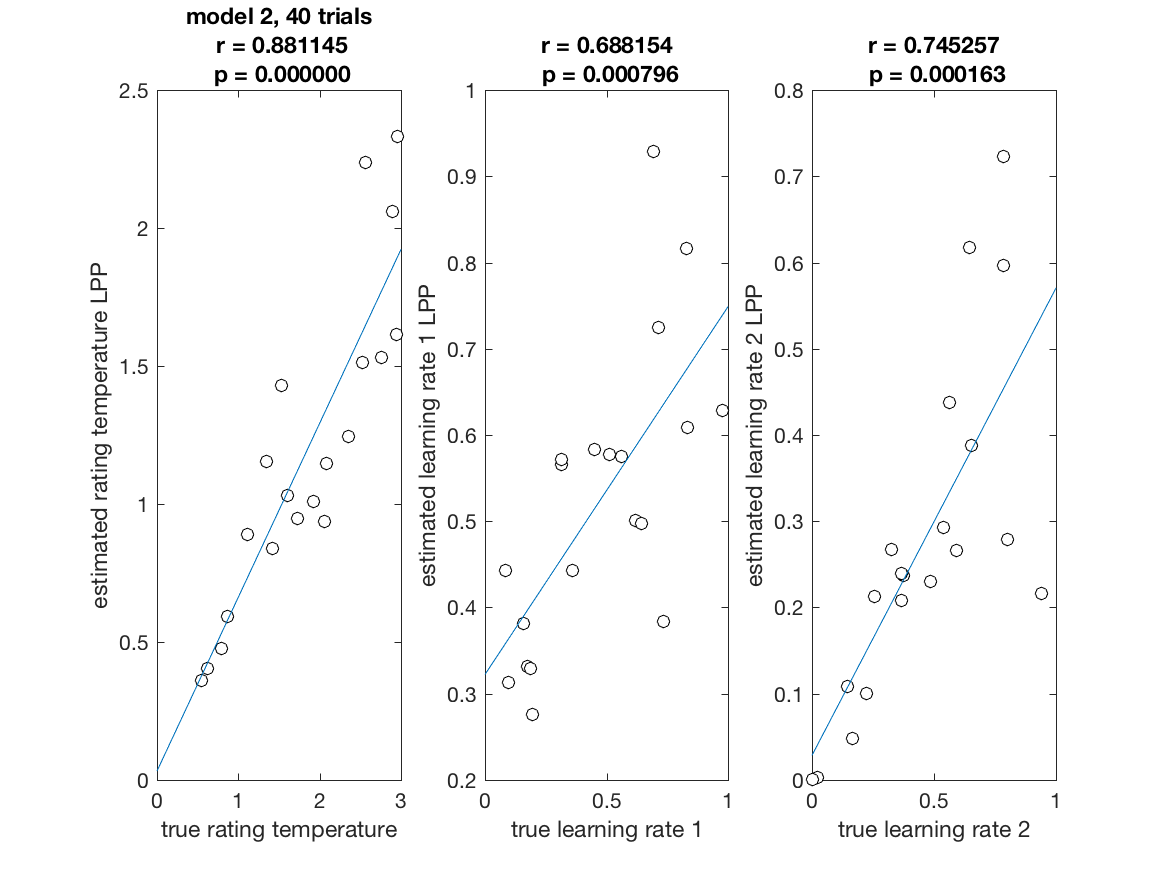 model 2, 40 trials
r = 0.881145
p = 0.000000
r = 0.688154
p = 0.000796
r = 0.745257
p = 0.000163
estimated rating temperature LPP
2.5
2
1.5
1
0.5
0
0 1 2 3
true rating temperature
estimated learning rate 1 LPP
1
0.9
0.8
0.7
0.6
0.5
0.4
0.3
0.2
0 0.5 1
true learning rate 1
estimated learning rate 2 LPP
0.8
0.7
0.6
0.5
0.4
0.3
0.2
0.1
0
0 0.5 1
true learning rate 2